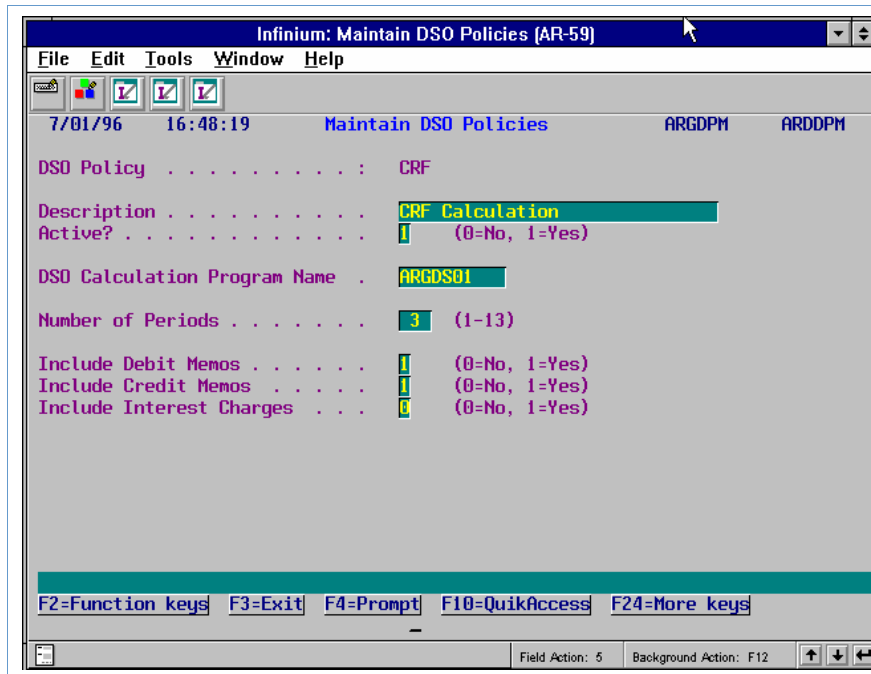 Infinium: Maintain DSO Policies (AR-59)
File Edit Tools Window Help
7/01/96 16:48:19 Maintain DSO Policies ARGDPM ARDDPM
DSO Policy . . . . . . . . . : CRF
Description . . . . . . . . . . CRF Calculation
Active? . . . . . . . . . . . . 1 (0=No, 1=Yes)
DSO Calculation Program Name . ARGDS01
Number of Periods . . . . . . . 3 (1-13)
Include Debit Memos . . . . . . 1 (0=No, 1=Yes)
Include Credit Memos . . . . . 1 (0=No, 1=Yes)
Include Interest Charges . . . 0 (0=No, 1=Yes)
F2=Function keys F3=Exit F4=Prompt F10=QuikAccess F24=More keys
Field Action: 5 Background Action: F12